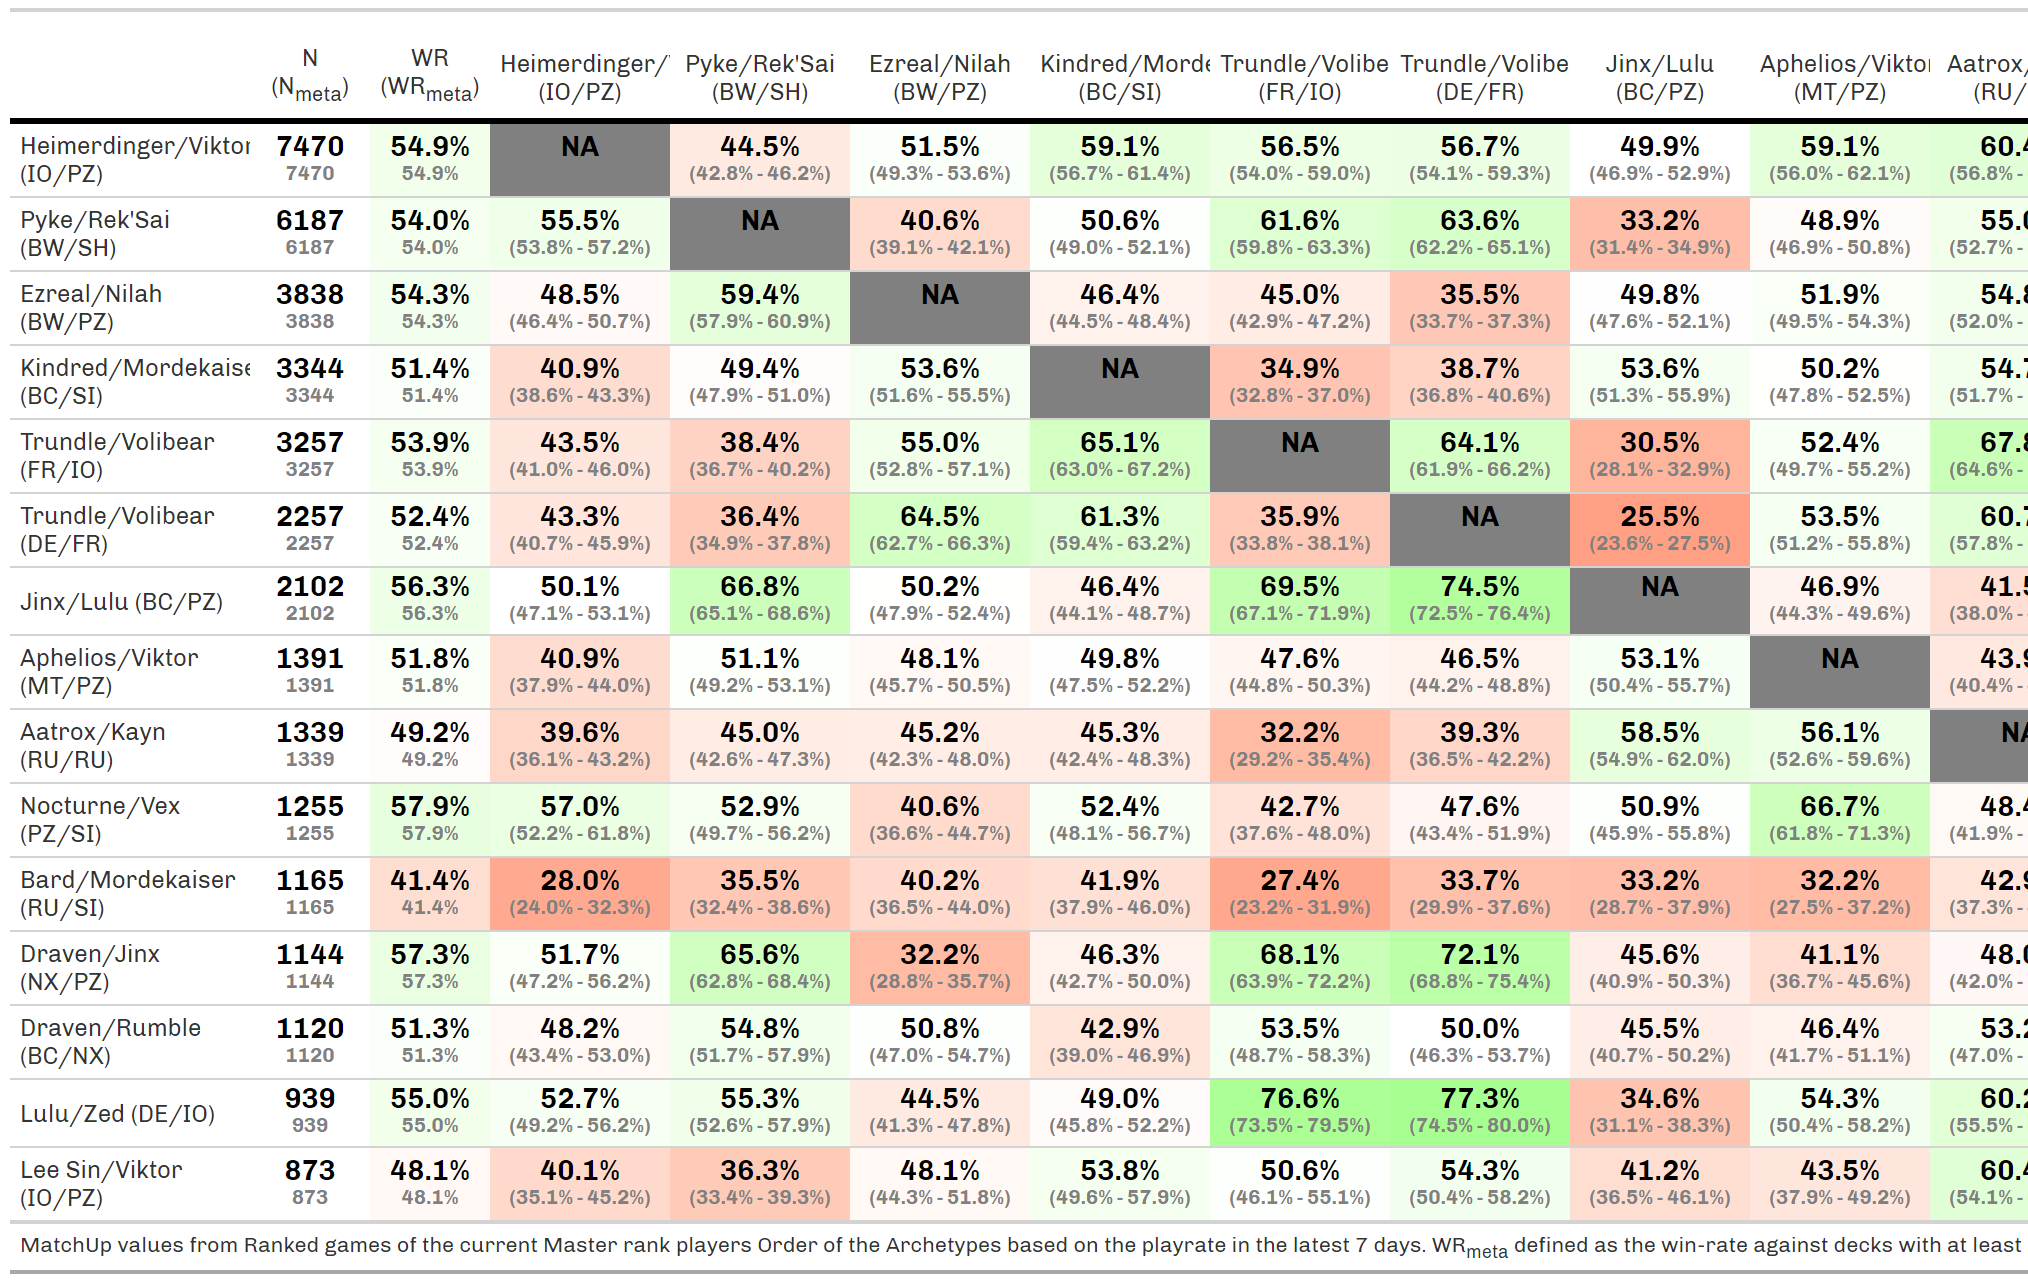 N WR Heimerdinger/ Pyke/Rek'Sai Ezreal/Nilah Kindred/Morde Trundle/Volibe Trundle/Volibe Jinx/Lulu Aphelios/Viktor Aatrox/
(Nmeta) (WRmeta) (IO/PZ) (BW/SH) (BW/PZ) (BC/SI) (FR/IO) (DE/FR) (BC/PZ) (MT/PZ) (RU/
Heimerdinger/Viktor 7470 54.9% NA 44.5% 51.5% 59.1% 56.5% 56.7% 49.9% 59.1% 60.4
(IO/PZ) 7470 54.9% (42.8% - 46.2%) (49.3% - 53.6%) (56.7% - 61.4%) (54.0% - 59.0%) (54.1% - 59.3%) (46.9% - 52.9%) (56.0% - 62.1%) (56.8% -
Pyke/Rek'Sai 6187 54.0% 55.5% NA 40.6% 50.6% 61.6% 63.6% 33.2% 48.9% 55.0
(BW/SH) 6187 54.0% (53.8% - 57.2%) (39.1% - 42.1%) (49.0% - 52.1%) (59.8% - 63.3%) (62.2% - 65.1%) (31.4% - 34.9%) (46.9% - 50.8%) (52.7% -
Ezreal/Nilah 3838 54.3% 48.5% 59.4% NA 46.4% 45.0% 35.5% 49.8% 51.9% 54.8
(BW/PZ) 3838 54.3% (46.4% - 50.7%) (57.9% - 60.9%) (44.5% - 48.4%) (42.9% - 47.2%) (33.7% - 37.3%) (47.6% - 52.1%) (49.5% - 54.3%) (52.0% -
Kindred/Mordekaise 3344 51.4% 40.9% 49.4% 53.6% NA 34.9% 38.7% 53.6% 50.2% 54.7
(BC/SI) 3344 51.4% (38.6% - 43.3%) (47.9% - 51.0%) (51.6% - 55.5%) (32.8% - 37.0%) (36.8% - 40.6%) (51.3% - 55.9%) (47.8% - 52.5%) (51.7% -
Trundle/Volibear 3257 53.9% 43.5% 38.4% 55.0% 65.1% NA 64.1% 30.5% 52.4% 67.8
(FR/IO) 3257 53.9% (41.0% - 46.0%) (36.7% - 40.2%) (52.8% - 57.1%) (63.0% - 67.2%) (61.9% - 66.2%) (28.1% - 32.9%) (49.7% - 55.2%) (64.6% -
Trundle/Volibear 2257 52.4% 43.3% 36.4% 64.5% 61.3% 35.9% NA 25.5% 53.5% 60.7
(DE/FR) 2257 52.4% (40.7% - 45.9%) (34.9% - 37.8%) (62.7% - 66.3%) (59.4% - 63.2%) (33.8% - 38.1%) (23.6% - 27.5%) (51.2% - 55.8%) (57.8% -
Jinx/Lulu (BC/PZ) 2102 56.3% 50.1% 66.8% 50.2% 46.4% 69.5% 74.5% NA 46.9% 41.5
2102 56.3% (47.1% - 53.1%) (65.1% - 68.6%) (47.9% - 52.4%) (44.1% - 48.7%) (67.1% - 71.9%) (72.5% - 76.4%) (44.3% - 49.6%) (38.0% -
Aphelios/Viktor 1391 51.8% 40.9% 51.1% 48.1% 49.8% 47.6% 46.5% 53.1% NA 43.9
(MT/PZ) 1391 51.8% (37.9% - 44.0%) (49.2% - 53.1%) (45.7% - 50.5%) (47.5% - 52.2%) (44.8% - 50.3%) (44.2% - 48.8%) (50.4% - 55.7%) (40.4% -
Aatrox/Kayn 1339 49.2% 39.6% 45.0% 45.2% 45.3% 32.2% 39.3% 58.5% 56.1% NA
(RU/RU) 1339 49.2% (36.1% - 43.2%) (42.6% - 47.3%) (42.3% - 48.0%) (42.4% - 48.3%) (29.2% - 35.4%) (36.5% - 42.2%) (54.9% - 62.0%) (52.6% - 59.6%)
Nocturne/Vex 1255 57.9% 57.0% 52.9% 40.6% 52.4% 42.7% 47.6% 50.9% 66.7% 48.4
(PZ/SI) 1255 57.9% (52.2% - 61.8%) (49.7% - 56.2%) (36.6% - 44.7%) (48.1% - 56.7%) (37.6% - 48.0%) (43.4% - 51.9%) (45.9% - 55.8%) (61.8% - 71.3%) (41.9% -
Bard/Mordekaiser 1165 41.4% 28.0% 35.5% 40.2% 41.9% 27.4% 33.7% 33.2% 32.2% 42.9
(RU/SI) 1165 41.4% (24.0% - 32.3%) (32.4% - 38.6%) (36.5% - 44.0%) (37.9% - 46.0%) (23.2% - 31.9%) (29.9% - 37.6%) (28.7% - 37.9%) (27.5% - 37.2%) (37.3% -
Draven/Jinx 1144 57.3% 51.7% 65.6% 32.2% 46.3% 68.1% 72.1% 45.6% 41.1% 48.0
(NX/PZ) 1144 57.3% (47.2% - 56.2%) (62.8% - 68.4%) (28.8% - 35.7%) (42.7% - 50.0%) (63.9% - 72.2%) (68.8% - 75.4%) (40.9% - 50.3%) (36.7% - 45.6%) (42.0% -
Draven/Rumble 1120 51.3% 48.2% 54.8% 50.8% 42.9% 53.5% 50.0% 45.5% 46.4% 53.2
(BC/NX) 1120 51.3% (43.4% - 53.0%) (51.7% - 57.9%) (47.0% - 54.7%) (39.0% - 46.9%) (48.7% - 58.3%) (46.3% - 53.7%) (40.7% - 50.2%) (41.7% - 51.1%) (47.0% -
Lulu/Zed (DE/IO) 939 55.0% 52.7% 55.3% 44.5% 49.0% 76.6% 77.3% 34.6% 54.3% 60.2
939 55.0% (49.2% - 56.2%) (52.6% - 57.9%) (41.3% - 47.8%) (45.8% - 52.2%) (73.5% - 79.5%) (74.5% - 80.0%) (31.1% - 38.3%) (50.4% - 58.2%) (55.5% -
Lee Sin/Viktor 873 48.1% 40.1% 36.3% 48.1% 53.8% 50.6% 54.3% 41.2% 43.5% 60.4
(IO/PZ) 873 48.1% (35.1% - 45.2%) (33.4% - 39.3%) (44.3% - 51.8%) (49.6% - 57.9%) (46.1% - 55.1%) (50.4% - 58.2%) (36.5% - 46.1%) (37.9% - 49.2%) (54.1% -
MatchUp values from Ranked games of the current Master rank players Order of the Archetypes based on the playrate in the latest 7 days. WRmeta defined as the win-rate against decks with at least